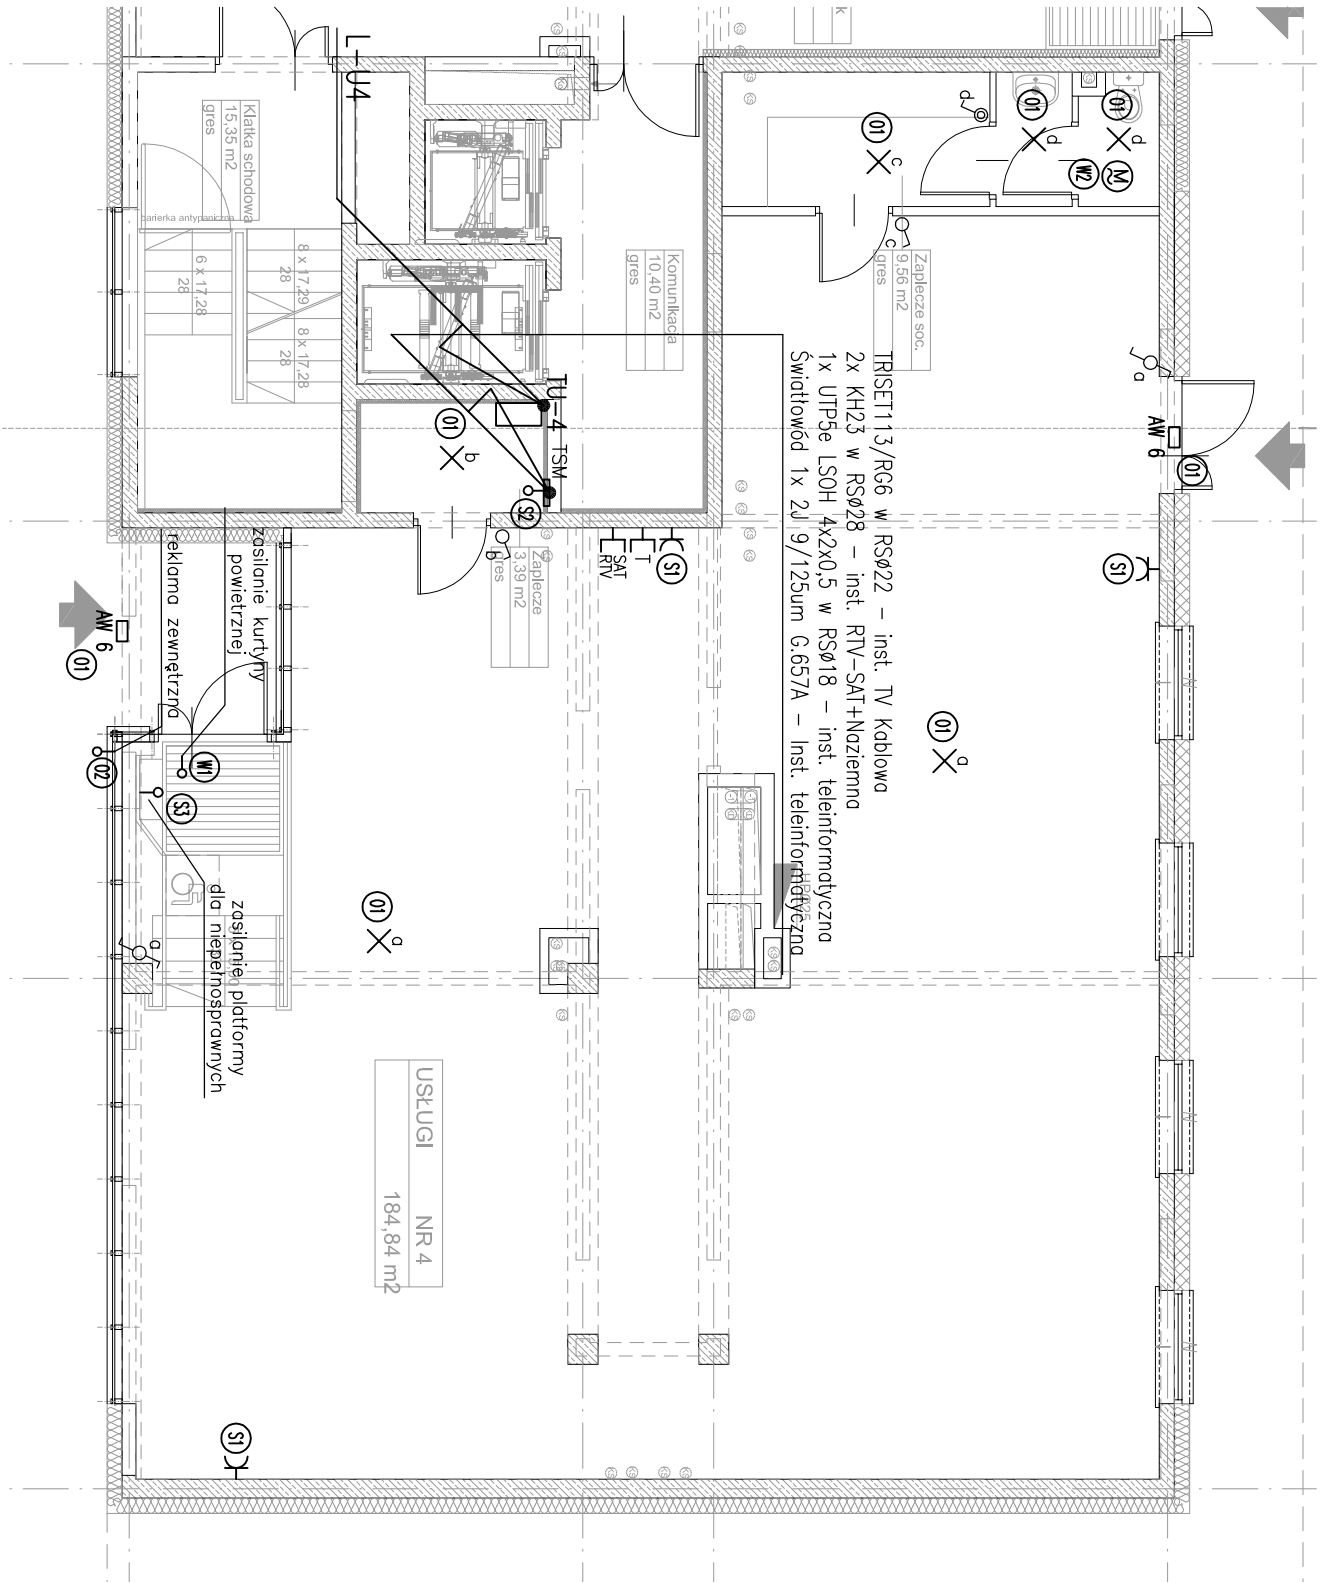 L-U4
Klatka schodowa
15,35 m2
gres
barierka antypaniczna
8 x 17,29
28
8 x 17,28
28
6 x 17,28
28
Komunikacja
10,40 m2
gres
Zaplecze soc.
9,56 m2
gres
Zaplecze
3,39 m2
gres
TU-4
TSM
TRISET113/RG6 w RSø22 - inst. TV Kablowa
2x KH23 w RSø28 - inst. RTV-SAT+Naziemna
1x UTP5e LSOH 4x2x0,5 w RSø18 - inst. teleinformatyczna
Światłowód 1x 2J 9/125um G.657A - Inst. teleinformatyczna
01
c
c
01
d
01
d
d
W2
M
a
AW 6
01
S1
01
b
S2
b
SAT
RTV
T
S1
zasilanie kurtyny
powietrznej
reklama zewnętrzna
AW 6
01
02
W1
S3
zasilanie platformy
dla niepełnosprawnych
a
01
a
01
a
USŁUGI NR 4
184,84 m2
S1
KS